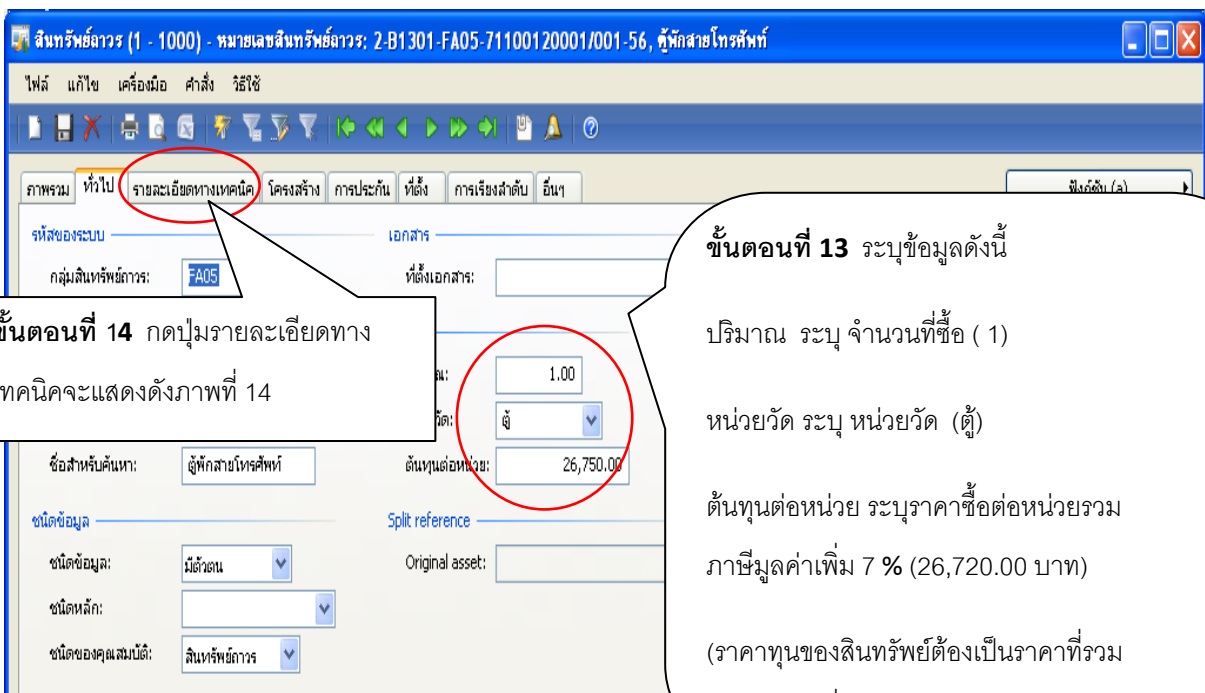 สินทรัพย์ถาวร (1 - 1000) - หมายเลขสินทรัพย์ถาวร: 2-B1301-FA05-71100120001/001-56, ตู้พักสายโทรศัพท์
ไฟล์ แก้ไข เครื่องมือ คำสั่ง วิธีใช้
ภาพรวม ทั่วไป รายละเอียดทางเทคนิค โครงสร้าง การประกัน ที่ตั้ง การเรียงลำดับ อื่นๆ
ฟังก์ชัน (a)
รหัสของระบบ
เอกสาร
กลุ่มสินทรัพย์ถาวร: FA05
ที่ตั้งเอกสาร:
ขั้นตอนที่ 14 กดปุ่มรายละเอียดทาง
ทคนิคจะแสดงดังภาพที่ 14
ณ: 1.00
วัด: ตู้
ชื่อสำหรับค้นหา: ตู้พักสายโทรศัพท์
ต้นทุนต่อหน่วย: 26,750.00
ชนิดข้อมูล
Split reference
ชนิดข้อมูล: มีตัวตน
Original asset:
ชนิดหลัก:
ชนิดของคุณสมบัติ: สินทรัพย์ถาวร
ขั้นตอนที่ 13 ระบุข้อมูลดังนี้
ปริมาณ ระบุ จำนวนที่ซื้อ ( 1)
หน่วยวัด ระบุ หน่วยวัด (ตู้)
ต้นทุนต่อหน่วย ระบุราคาซื้อต่อหน่วยรวม
ภาษีมูลค่าเพิ่ม 7 % (26,720.00 บาท)
(ราคาทุนของสินทรัพย์ต้องเป็นราคาที่รวม